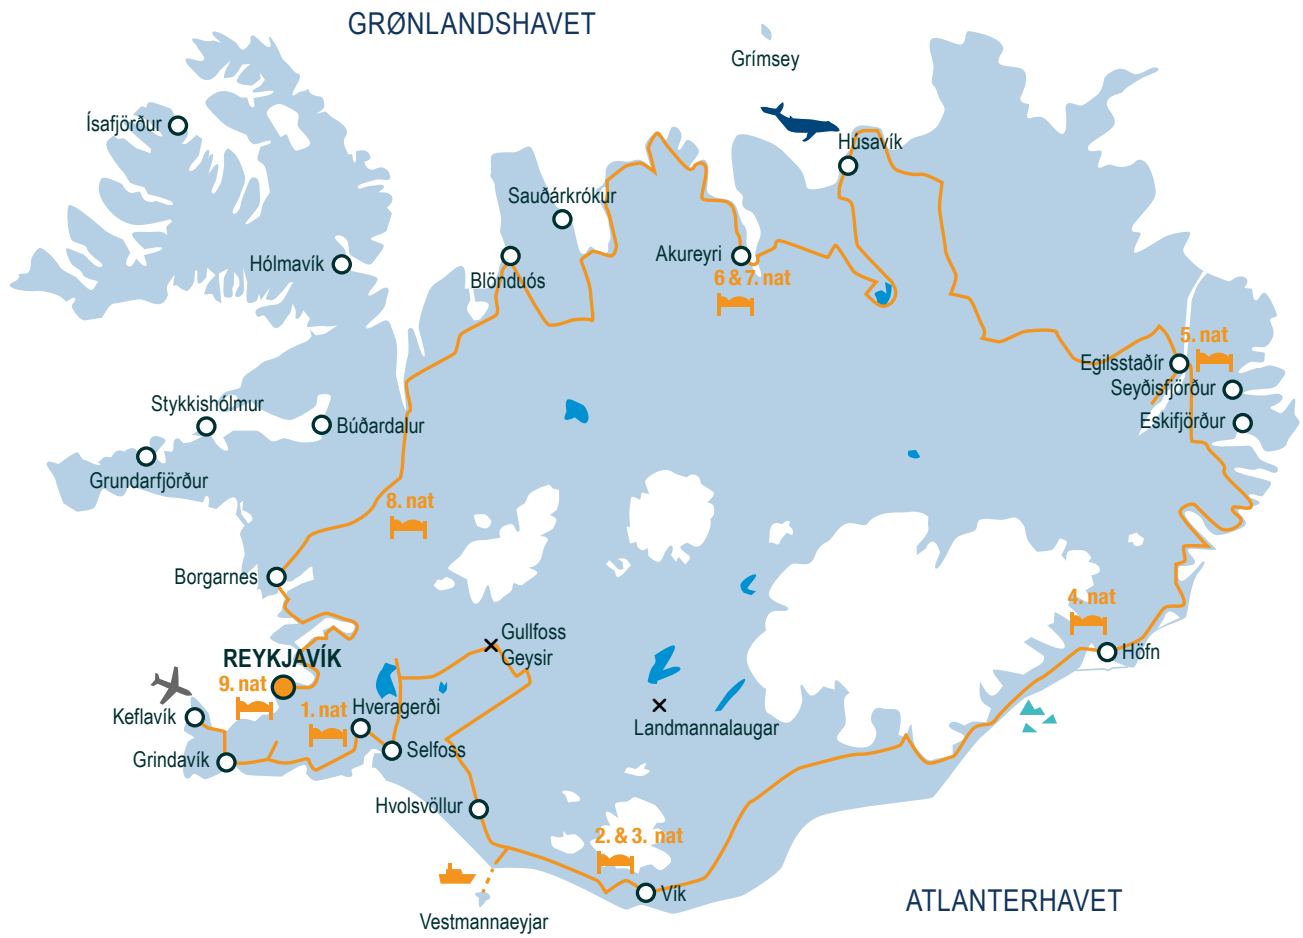 GRØNLANDSHAVET
Grímsey
Ísafjörður
Húsavík
Sauðárkrókur
Hólmavík
Akureyri
Blönduós
6 & 7. nat
5. nat
Egilsstaðír
Seyðisfjörður
Stykkishólmur
Búðardalur
Eskifjörður
Grundarfjörður
8. nat
Borgarnes
4. nat
Gullfoss
Geysir
Höfn
REYKJAVÍK
9. nat
1. nat
Hveragerði
Keflavík
Landmannalaugar
Selfoss
Grindavík
Hvolsvöllur
2. & 3. nat
Vík
ATLANTERHAVET
Vestmannaeyjar